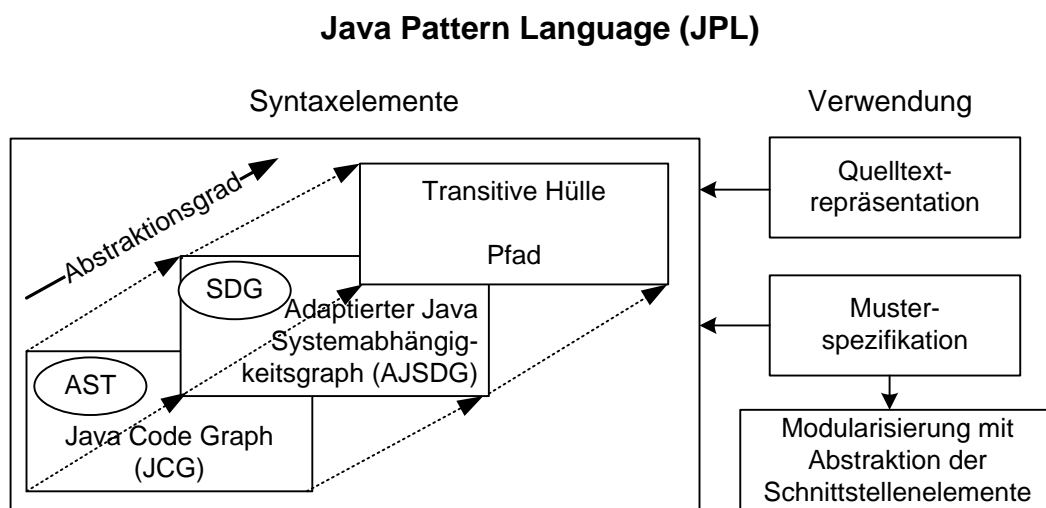 Java Pattern Language (JPL)
Syntaxelemente
Verwendung
Abstraktionsgrad
Transitive Hülle
Pfad
SDG
Adaptierter Java
Systemabhängig-
keitsgraph (AJSDG)
AST
Java Code Graph
(JCG)
Quelltext-
repräsentation
Muster-
spezifikation
Modularisierung mit
Abstraktion der
Schnittstellenelemente